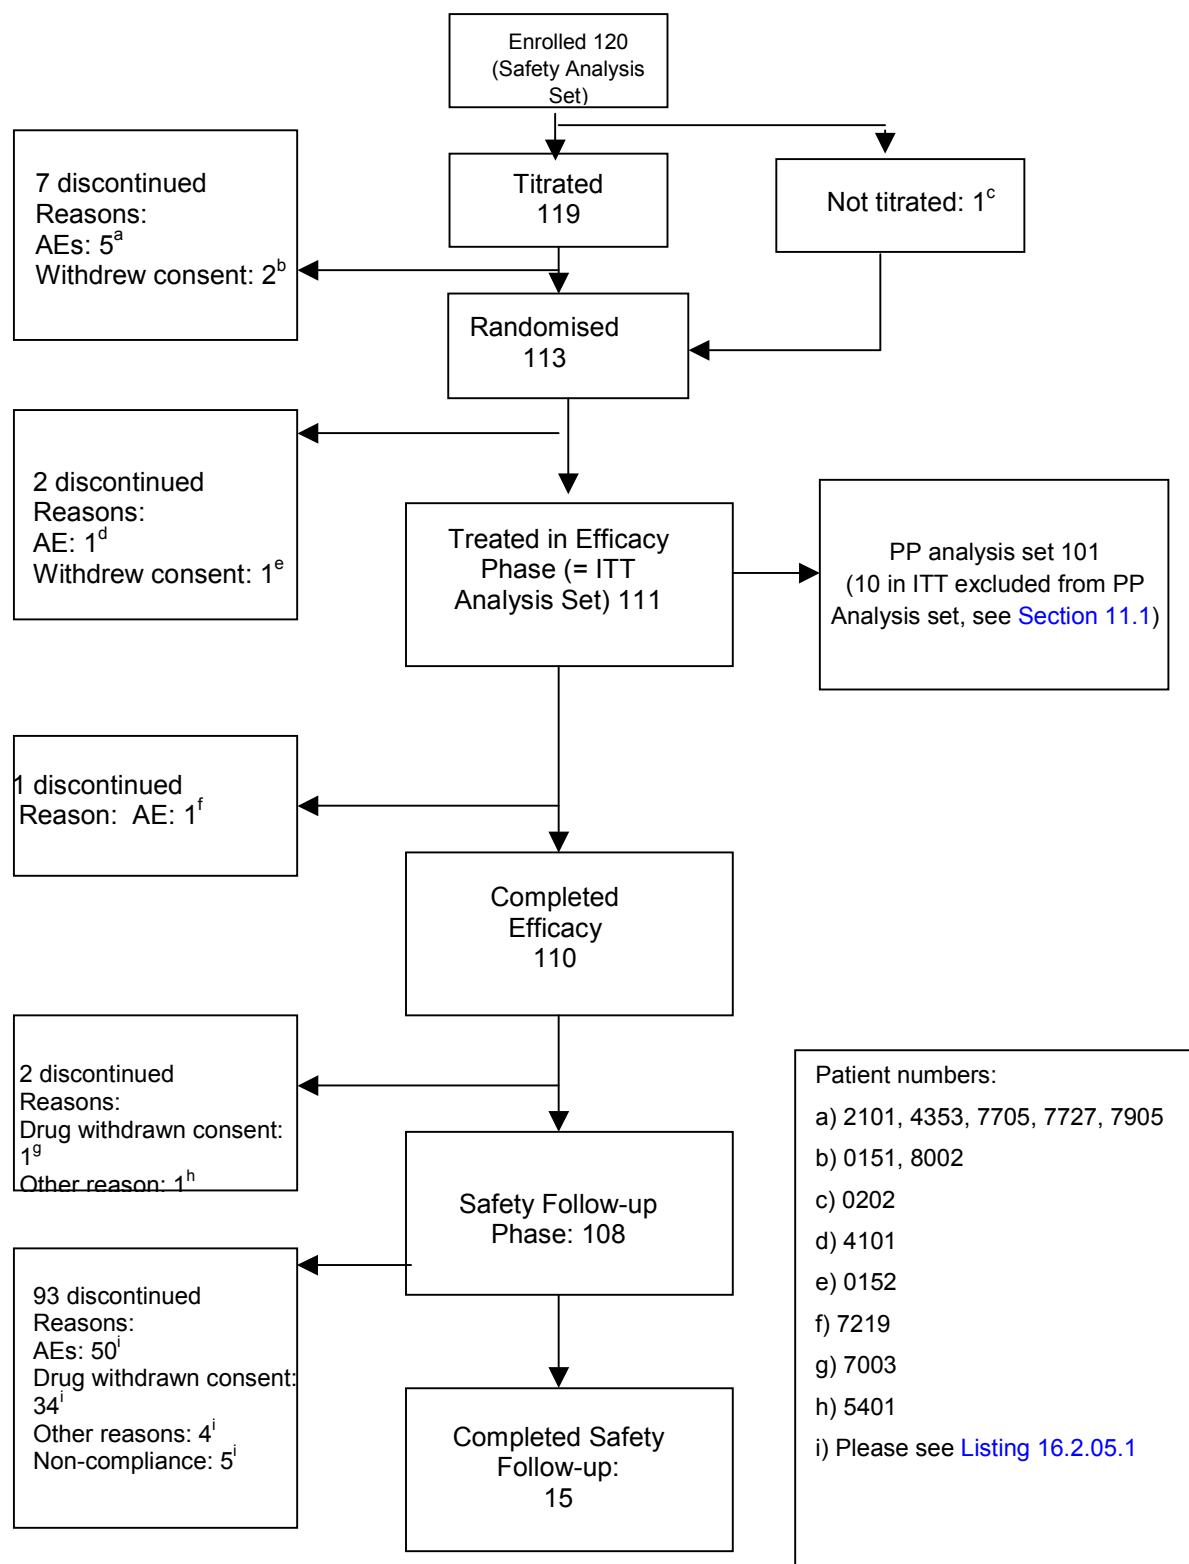 Enrolled 120
(Safety Analysis
Set)
7 discontinued
Reasons:
AEs: 5a
Withdrew consent: 2b
Titrated
119
Not titrated: 1c
Randomised
113
2 discontinued
Reasons:
AE: 1d
Withdrew consent: 1e
Treated in Efficacy
Phase (= ITT
Analysis Set) 111
PP analysis set 101
(10 in ITT excluded from PP
Analysis set, see Section 11.1)
1 discontinued
Reason:  AE: 1f
Completed
Efficacy
110
2 discontinued
Reasons:
Drug withdrawn consent:
1g
Other reason: 1h
Safety Follow-up
Phase: 108
93 discontinued
Reasons:
AEs: 50i
Drug withdrawn consent:
34i
Other reasons: 4i
Non-compliance: 5i
Completed Safety
Follow-up:
15
Patient numbers:
a) 2101, 4353, 7705, 7727, 7905
b) 0151, 8002
c) 0202
d) 4101
e) 0152
f) 7219
g) 7003
h) 5401
i) Please see Listing 16.2.05.1